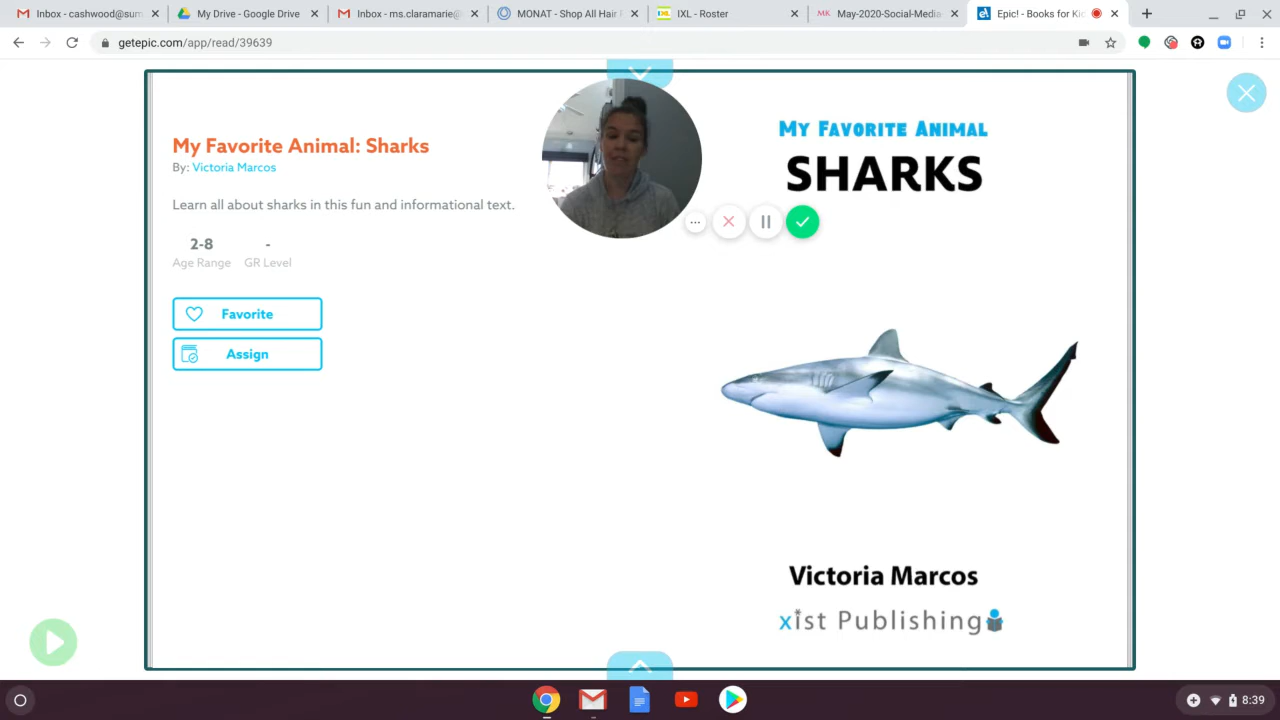 Inbox - cashwood@sum
My Drive - Google Drive
Inbox - m.claramarie@
MONAT - Shop All Hair
IXL - Roster
May-2020-Social-Media-
Epic! - Books for Kid
getepic.com/app/read/39639
My Favorite Animal: Sharks
By: Victoria Marcos
Learn all about sharks in this fun and informational text.
2-8 -
Age Range GR Level
Favorite
Assign
My Favorite Animal
SHARKS
Victoria Marcos
xist Publishing
8:39